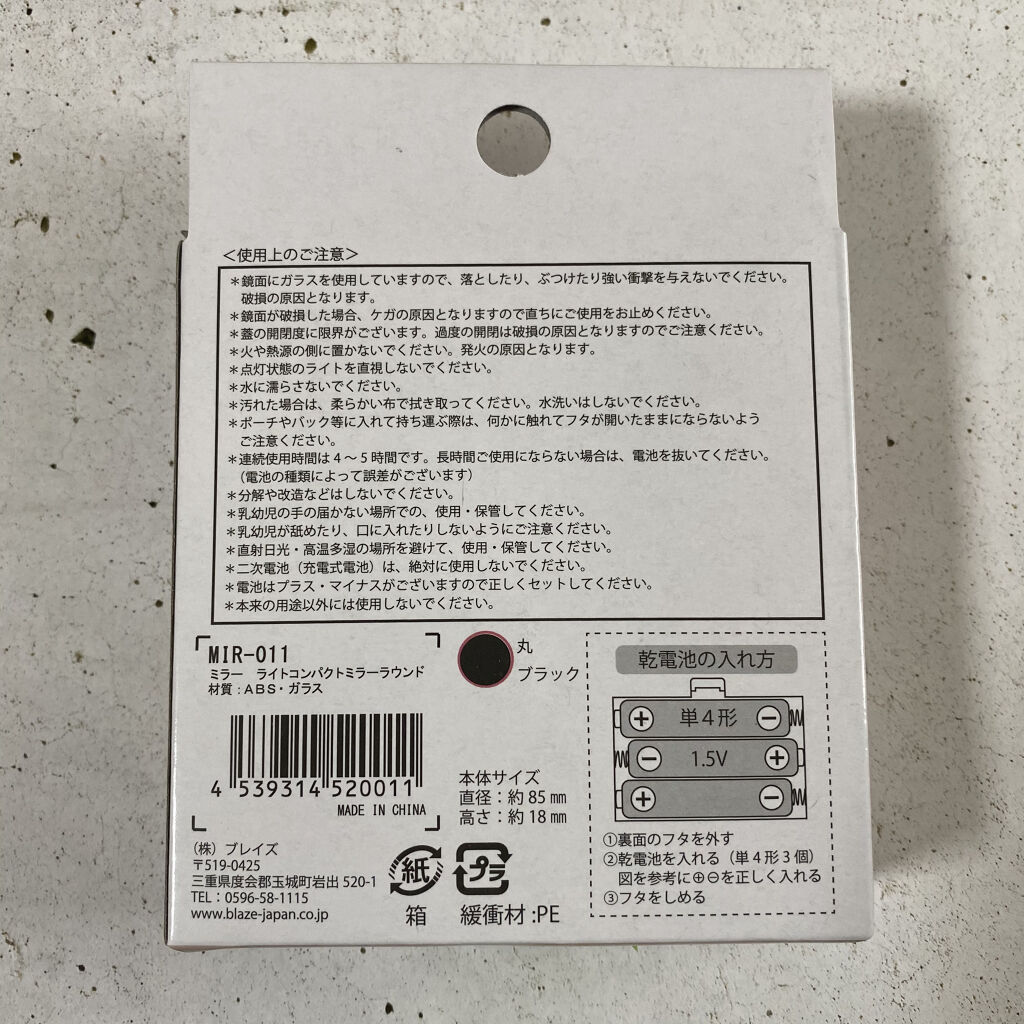 ＜使用上のご注意＞
＊鏡面にガラスを使用していますので、落としたり、ぶつけたり強い衝撃を与えないでください。
破損の原因となります。
＊鏡面が破損した場合、ケガの原因となりますので直ちにご使用をお止めください。
＊蓋の開閉度に限界がございます。過度の開閉は破損の原因となりますのでご注意ください。
＊火や熱源の側に置かないでください。発火の原因となります。
＊点灯状態のライトを直視しないでください。
＊水に濡らさないでください。
＊汚れた場合は、柔らかい布で拭き取ってください。水洗いはしないでください。
＊ポーチやバック等に入れて持ち運ぶ際は、何かに触れてフタが開いたままにならないよう
ご注意ください。
＊連続使用時間は４～５時間です。長時間ご使用にならない場合は、電池を抜いてください。
（電池の種類によって誤差がございます）
＊分解や改造などはしないでください。
＊乳幼児の手の届かない場所での、使用・保管してください。
＊乳幼児が舐めたり、口に入れたりしないようにご注意ください。
＊直射日光・高温多湿の場所を避けて、使用・保管してください。
＊二次電池（充電式電池）は、絶対に使用しないでください。
＊電池はプラス・マイナスがございますので正しくセットしてください。
＊本来の用途以外には使用しないでください。
MIR-011
ミラー　ライトコンパクトミラーラウンド
材質：ＡＢＳ・ガラス
4 539314 520011
MADE IN CHINA
丸
ブラック
本体サイズ
直径：約 85 ㎜
高さ：約 18 ㎜
（株）ブレイズ
〒519-0425
三重県度会郡玉城町岩出 520-1
TEL：0596-58-1115
www.blaze-japan.co.jp
紙
箱
プラ
緩衝材 :PE
乾電池の入れ方
⊕ 単４形 ⊖
⊖ 1.5V ⊕
⊕ ⊖
①裏面のフタを外す
②乾電池を入れる（単４形３個）
図を参考に⊕⊖を正しく入れる
③フタをしめる